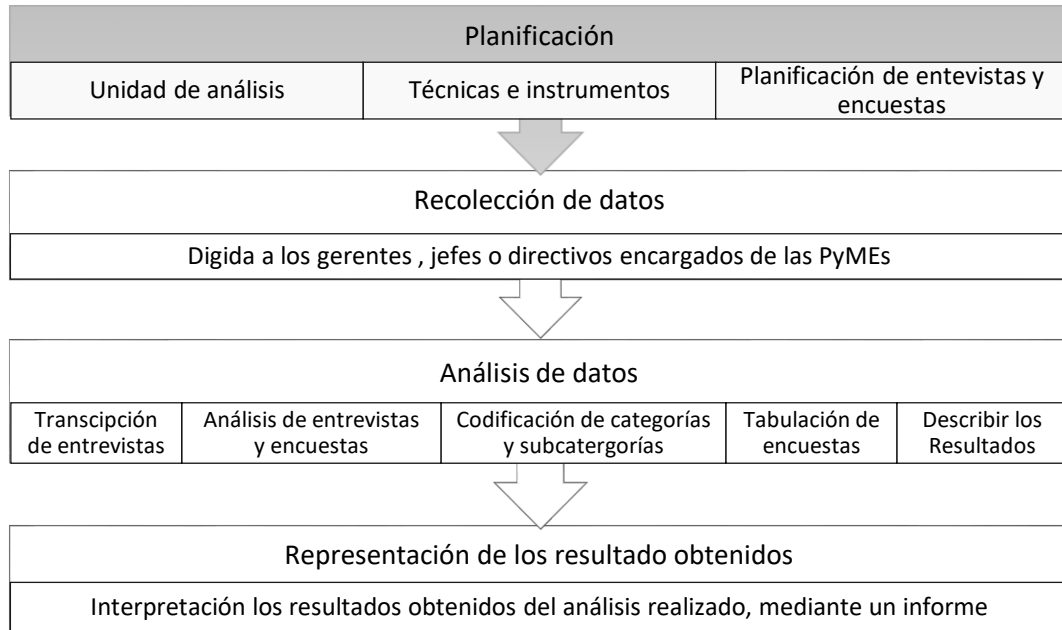 Planificación
Unidad de análisis
Técnicas e instrumentos
Planificación de entevistas y
encuestas
Recolección de datos
Digida a los gerentes , jefes o directivos encargados de las PyMEs
Análisis de datos
Transcipción
de entrevistas
Análisis de entrevistas
y encuestas
Codificación de categorías
y subcatergorías
Tabulación de
encuestas
Describir los
Resultados
Representación de los resultado obtenidos
Interpretación los resultados obtenidos del análisis realizado, mediante un informe